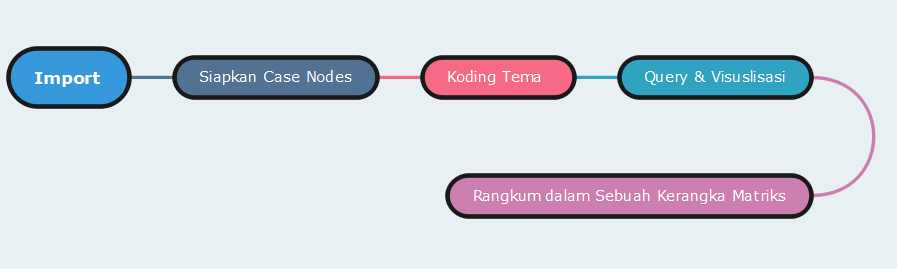 Import
Siapkan Case Nodes
Koding Tema
Query & Visuslisasi
Rangkum dalam Sebuah Kerangka Matriks